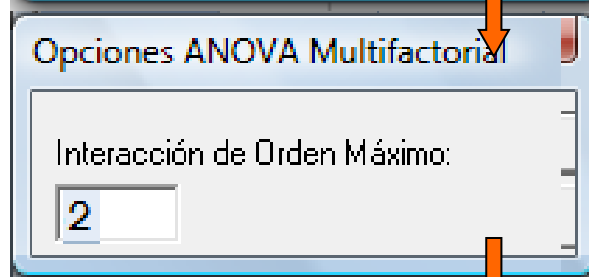 Opciones ANOVA Multifactorial
Interacción de Orden Máximo:
2